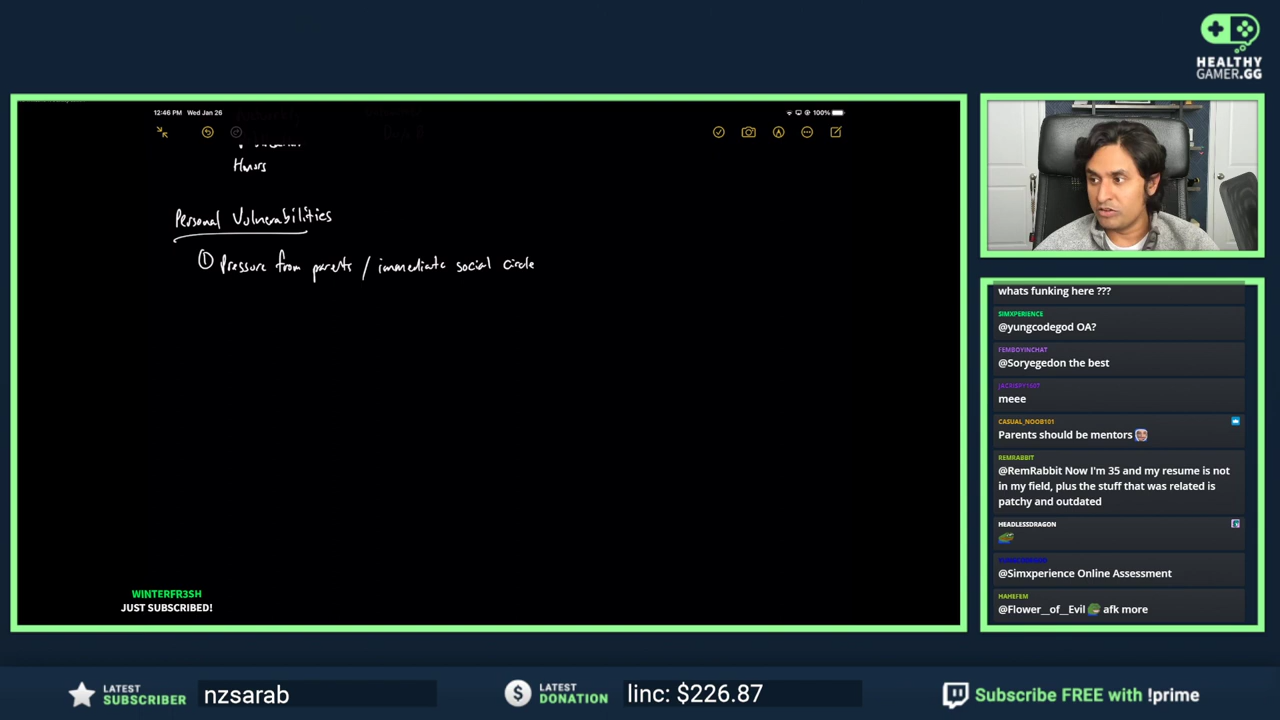 HEALTHY
GAMER.GG
12:46 PM Wed Jan 26
100%
Honors
Personal Vulnerabilities
① Pressure from parents / immediate social circle
WINTERFR3SH
JUST SUBSCRIBED!
whats funking here ???
SIMXPERIENCE
@yungcodegod OA?
FEMBOYINCHAT
@Soryegedon the best
meee
CASUAL_NOOB101
Parents should be mentors
REMRABBIT
@RemRabbit Now I'm 35 and my resume is not
in my field, plus the stuff that was related is
patchy and outdated
HEADLESSDRAGON
@Simxperience Online Assessment
HAHEFEM
@Flower__of__Evil afk more
LATEST
SUBSCRIBER
nzsarab
LATEST
DONATION
linc: $226.87
Subscribe FREE with !prime